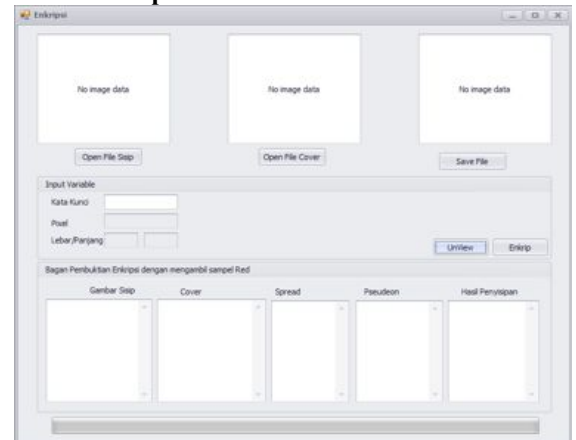 Enkripsi
No image data No image data No image data
Open File Sisip Open File Cover Save File
Input Variable
Kata Kunci
Pixel
Lebar/Panjang
UnView Enkrip
Bagan Pembuktian Enkripsi dengan mengambil sampel Red
Gambar Sisip Cover Spread Pseudeon Hasil Penyisipan